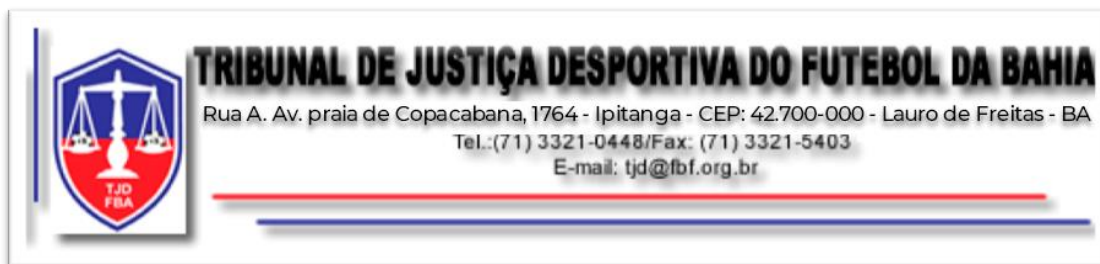 TRIBUNAL DE JUSTIÇA DESPORTIVA DO FUTEBOL DA BAHIA
Rua A. Av. praia de Copacabana, 1764 - Ipitanga - CEP: 42.700-000 - Lauro de Freitas - BA
Tel.:(71) 3321-0448/Fax: (71) 3321-5403
E-mail: tjd@fbf.org.br
TJD
FBA